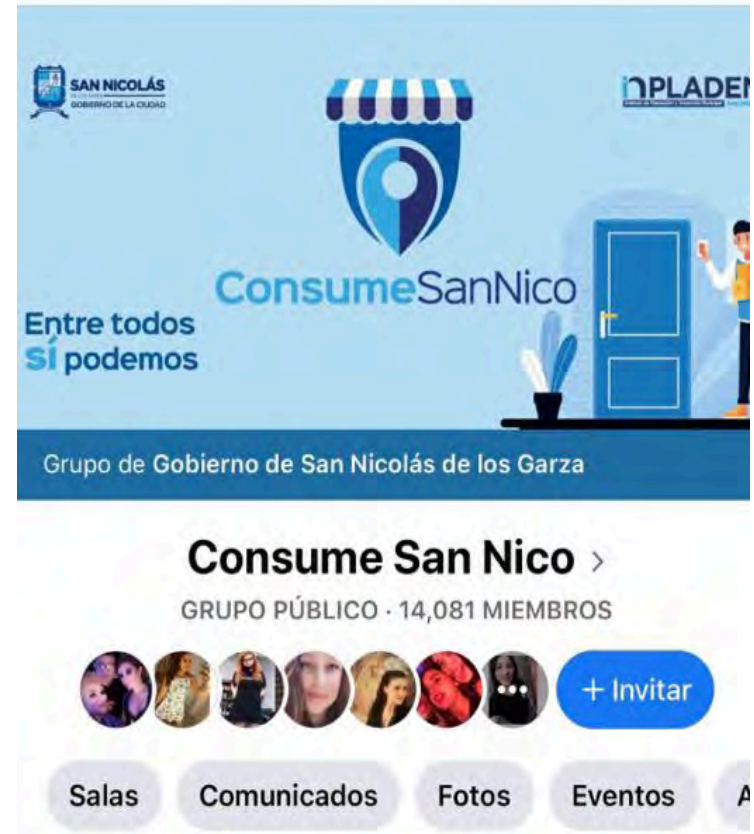 SAN NICOLÁS
GOBIERNO DE LA CIUDAD
INPLADEM
ConsumeSanNico
Entre todos
SÍ podemos
Grupo de Gobierno de San Nicolás de los Garza
Consume San Nico >
GRUPO PÚBLICO · 14,081 MIEMBROS
+ Invitar
Salas
Comunicados
Fotos
Eventos
A